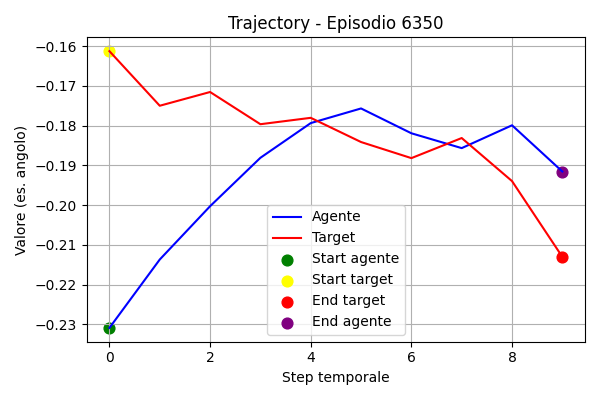 Trajectory - Episodio 6350
Valore (es. angolo)
−0.16
−0.17
−0.18
−0.19
−0.20
−0.21
−0.22
−0.23
Agente
Target
Start agente
Start target
End target
End agente
0 2 4 6 8
Step temporale